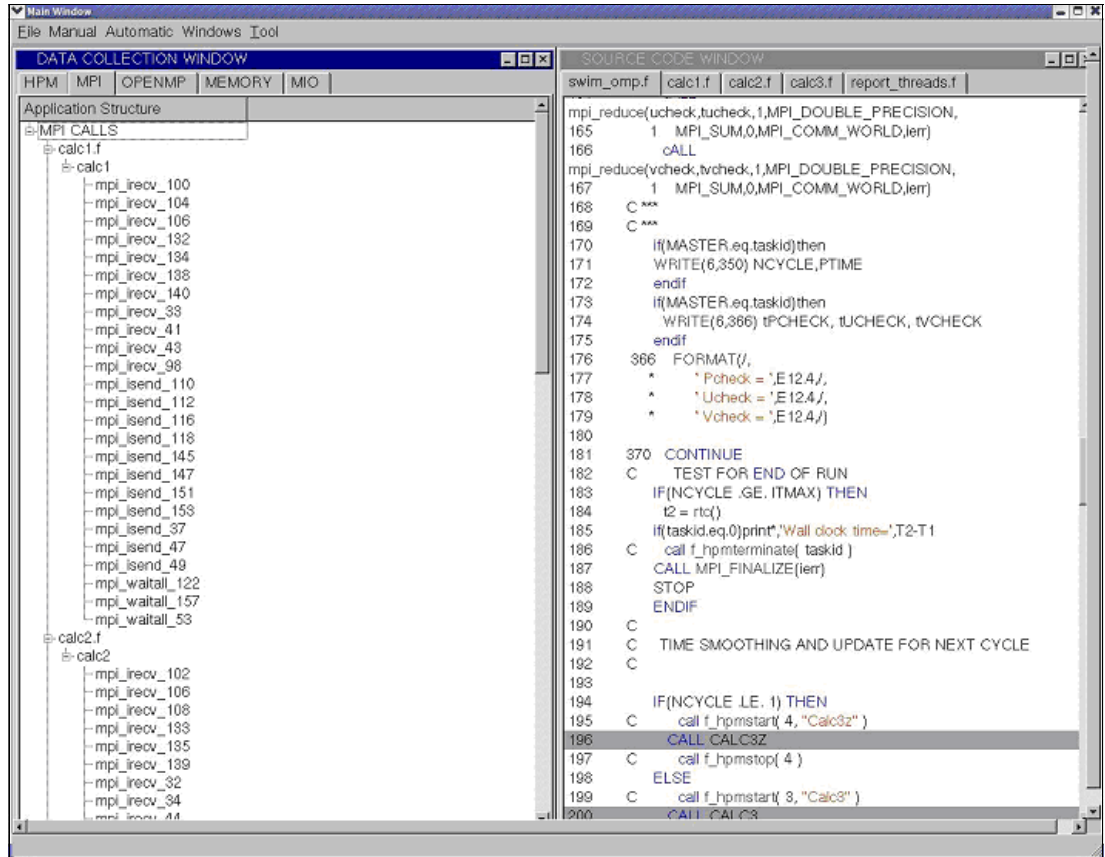 Main Window
File Manual Automatic Windows Tool
DATA COLLECTION WINDOW
HPM MPI OPENMP MEMORY MIO
Application Structure
MPI CALLS
calc1.f
calc1
mpi_irecv_100
mpi_irecv_104
mpi_irecv_106
mpi_irecv_132
mpi_irecv_134
mpi_irecv_138
mpi_irecv_140
mpi_irecv_33
mpi_irecv_41
mpi_irecv_43
mpi_irecv_98
mpi_isend_110
mpi_isend_112
mpi_isend_116
mpi_isend_118
mpi_isend_145
mpi_isend_147
mpi_isend_151
mpi_isend_153
mpi_isend_37
mpi_isend_47
mpi_isend_49
mpi_waitall_122
mpi_waitall_157
mpi_waitall_53
calc2.f
calc2
mpi_irecv_102
mpi_irecv_106
mpi_irecv_108
mpi_irecv_133
mpi_irecv_135
mpi_irecv_139
mpi_irecv_32
mpi_irecv_34
mpi_irecv_44
SOURCE CODE WINDOW
swim_omp.f calc1.f calc2.f calc3.f report_threads.f
mpi_reduce(ucheck,tucheck,1,MPI_DOUBLE_PRECISION,
165 1 MPI_SUM,0,MPI_COMM_WORLD,ierr)
166 cALL
mpi_reduce(vcheck,tvcheck,1,MPI_DOUBLE_PRECISION,
167 1 MPI_SUM,0,MPI_COMM_WORLD,ierr)
168 C ***
169 C ***
170 if(MASTER.eq.taskid)then
171 WRITE(6,350) NCYCLE,PTIME
172 endif
173 if(MASTER.eq.taskid)then
174 WRITE(6,366) tPCHECK, tUCHECK, tVCHECK
175 endif
176 366 FORMAT(/,
177 * ' Pcheck = ',E12.4,/,
178 * ' Ucheck = ',E12.4,/,
179 * ' Vcheck = ',E12.4,/)
180
181 370 CONTINUE
182 C TEST FOR END OF RUN
183 IF(NCYCLE .GE. ITMAX) THEN
184 t2 = rtc()
185 if(taskid.eq.0)print*,'Wall clock time=',T2-T1
186 C call f_hpmterminate( taskid )
187 CALL MPI_FINALIZE(ierr)
188 STOP
189 ENDIF
190 C
191 C TIME SMOOTHING AND UPDATE FOR NEXT CYCLE
192 C
193
194 IF(NCYCLE .LE. 1) THEN
195 C call f_hpmstart( 4, "Calc3z" )
196 CALL CALC3Z
197 C call f_hpmstop( 4 )
198 ELSE
199 C call f_hpmstart( 3, "Calc3" )
200 CALL CALC3